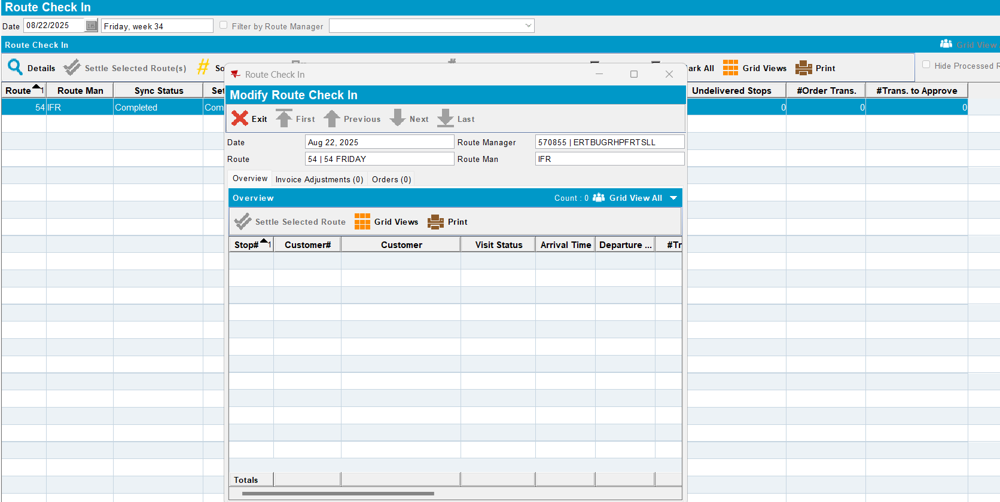 Route Check In
Date 08/22/2025 16 Friday, week 34 Filter by Route Manager
Route Check In Grid View
Details Settle Selected Route(s) # So # ark All Grid Views Print Hide Processed R
Route 1 Route Man Sync Status Set Undelivered Stops #Order Trans. #Trans. to Approve
54 IFR Completed Com 0 0 0
Route Check In
Modify Route Check In
Exit First Previous Next Last
Date Aug 22, 2025 Route Manager 570855 | ERTBUGRHPFRTSLL
Route 54 | 54 FRIDAY Route Man IFR
Overview Invoice Adjustments (0) Orders (0)
Overview Count : 0 Grid View All
Settle Selected Route Grid Views Print
Stop# 1 Customer# Customer Visit Status Arrival Time Departure ... #Tr
Totals